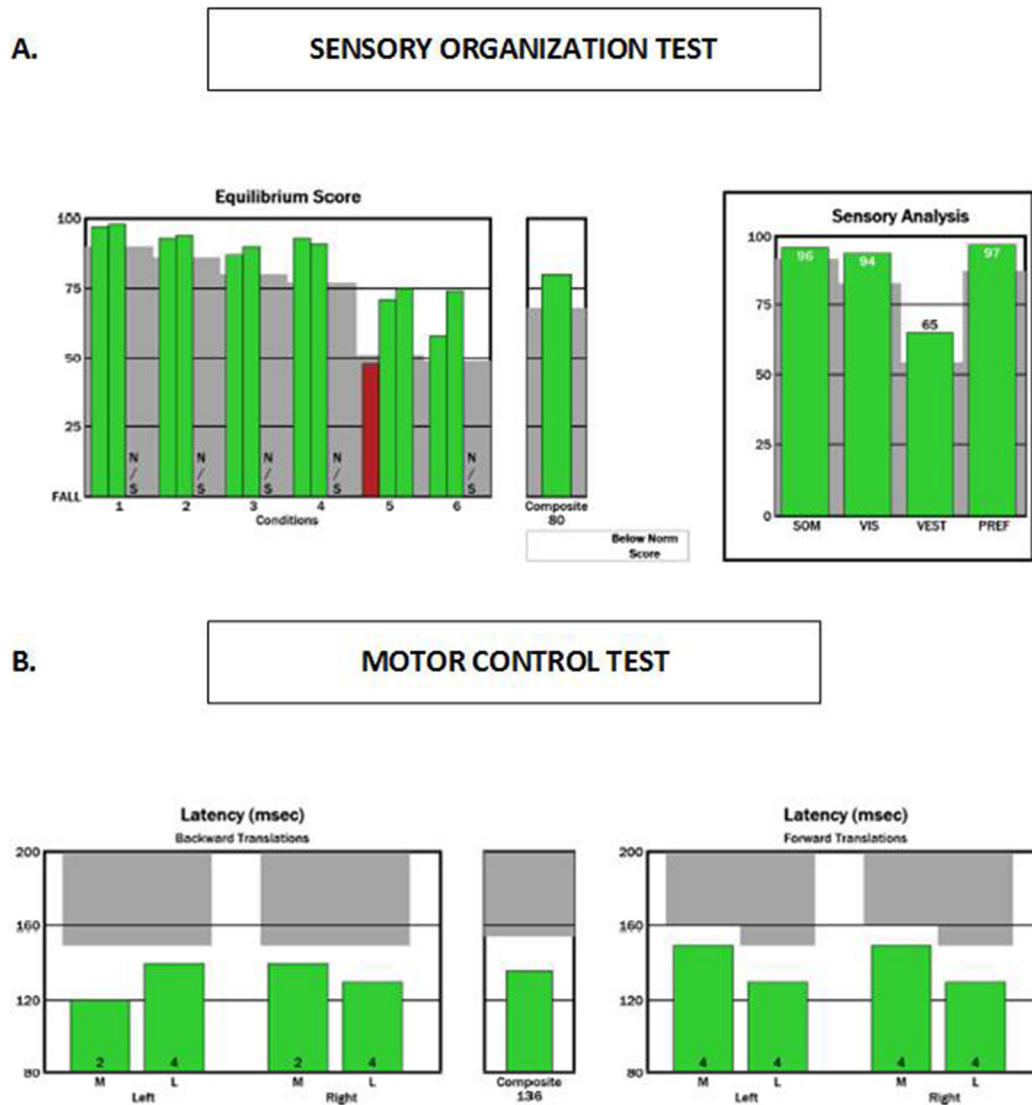 A.
SENSORY ORGANIZATION TEST
Equilibrium Score
100
75
50
25
FALL
N/S
N/S
N/S
N/S
N/S
1 2 3 4 5 6
Conditions
Composite
80
Below Norm
Score
Sensory Analysis
100
75
50
25
0
96 94 65 97
SOM VIS VEST PREF
B.
MOTOR CONTROL TEST
Latency (msec)
Backward Translations
200
160
120
80
2 4 2 4
M L M L
Left Right
Composite
136
Latency (msec)
Forward Translations
200
160
120
80
4 4 4 4
M L M L
Left Right